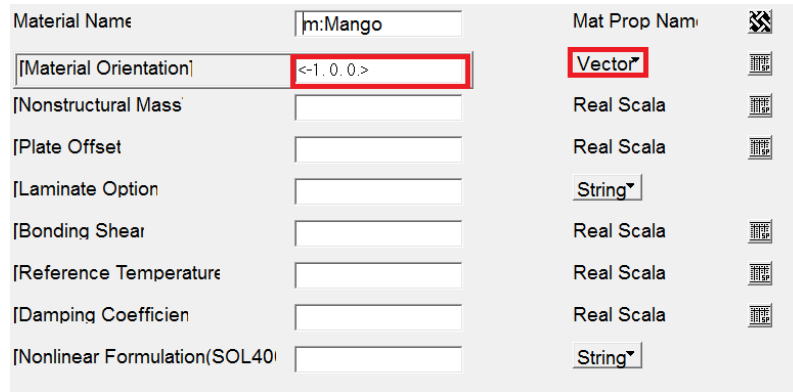 Material Name m:Mango Mat Prop Nam
[Material Orientation] <-1. 0. 0.> Vector
[Nonstructural Mass Real Scala
[Plate Offset Real Scala
[Laminate Option String
[Bonding Shear Real Scala
[Reference Temperature Real Scala
[Damping Coefficien Real Scala
[Nonlinear Formulation(SOL40 String